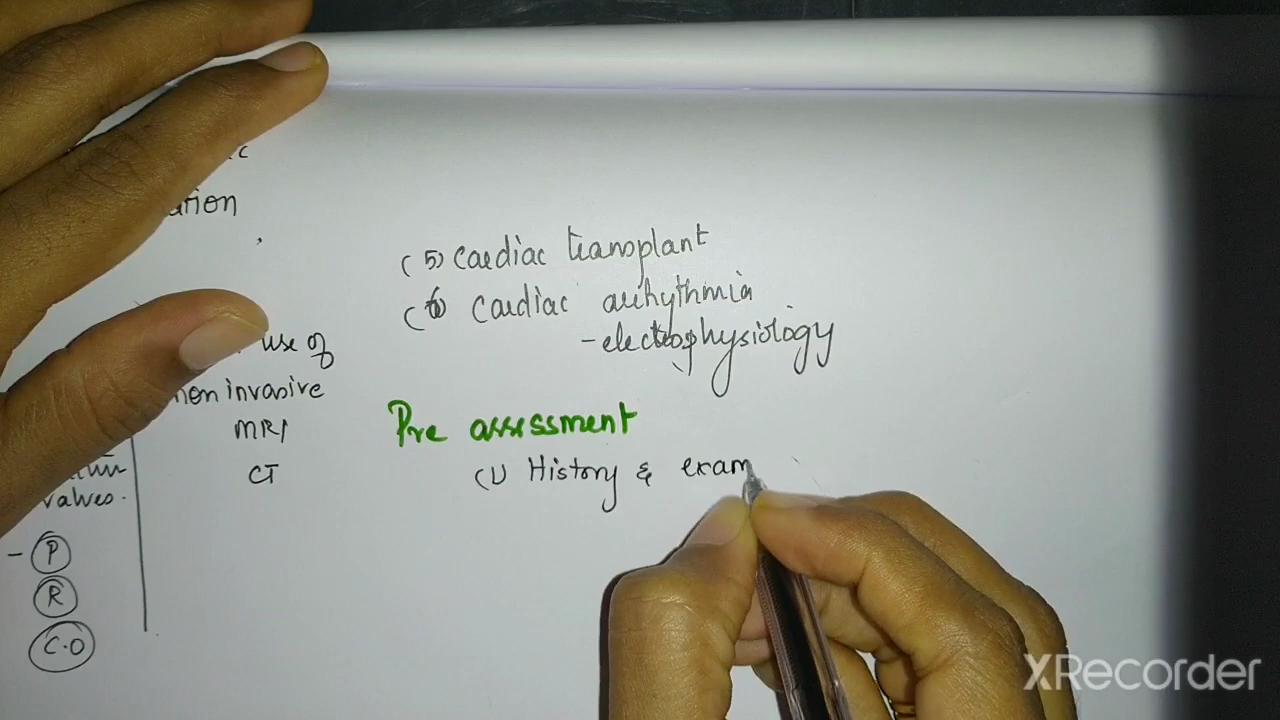 ation
use of
non invasive
MRI
CT
valves.
- P
R
C.O
(5) Cardiac transplant
(6) Cardiac arrhythmia
- electrophysiology
Pre assessment
(1) History & exam
XRecorder